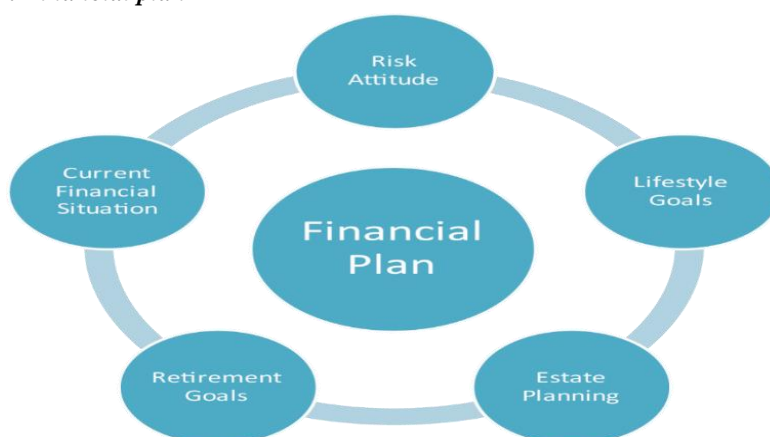 Risk
Attitude
Lifestyle
Goals
Estate
Planning
Retirement
Goals
Current
Financial
Situation
Financial
Plan